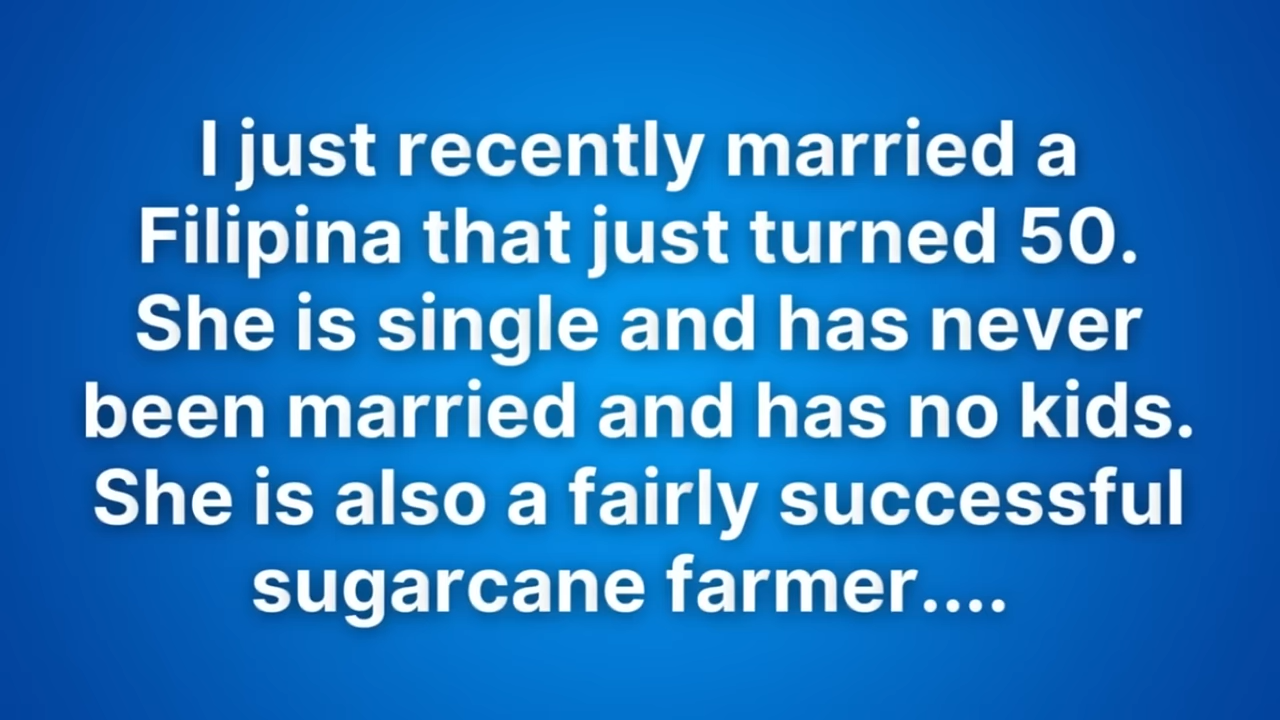 I just recently married a
Filipina that just turned 50.
She is single and has never
been married and has no kids.
She is also a fairly successful
sugarcane farmer....